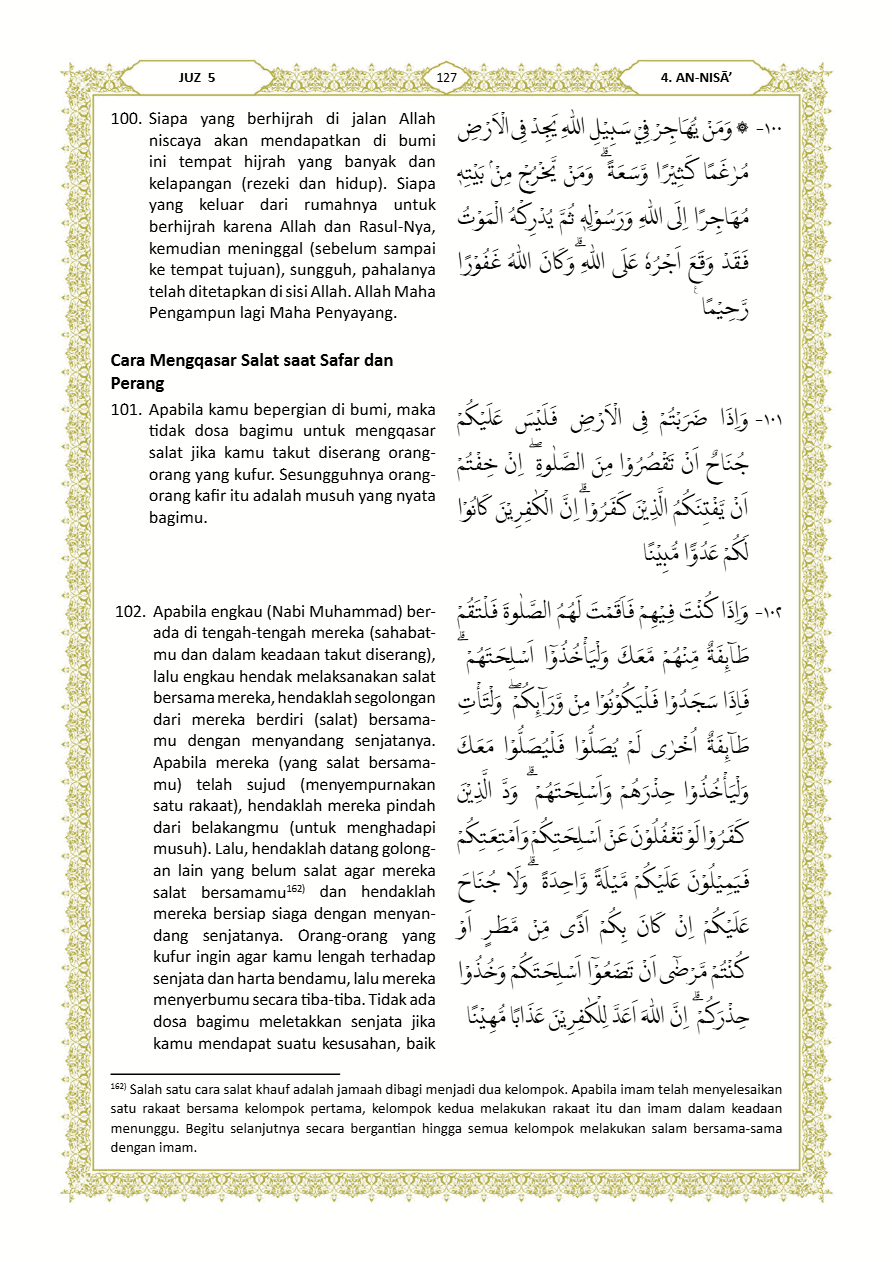 JUZ 5
127
4. AN-NISĀ’
100. Siapa yang berhijrah di jalan Allah
niscaya akan mendapatkan di bumi
ini tempat hijrah yang banyak dan
kelapangan (rezeki dan hidup). Siapa
yang keluar dari rumahnya untuk
berhijrah karena Allah dan Rasul-Nya,
kemudian meninggal (sebelum sampai
ke tempat tujuan), sungguh, pahalanya
telah ditetapkan di sisi Allah. Allah Maha
Pengampun lagi Maha Penyayang.
١٠٠- ۞ وَمَنْ يُّهَاجِرْ فِيْ سَبِيْلِ اللّٰهِ يَجِدْ فِى الْاَرْضِ
مُرٰغَمًا كَثِيْرًا وَّسَعَةً ۗ وَمَنْ يَّخْرُجْ مِنْۢ بَيْتِهٖ
مُهَاجِرًا اِلَى اللّٰهِ وَرَسُوْلِهٖ ثُمَّ يُدْرِكْهُ الْمَوْتُ
فَقَدْ وَقَعَ اَجْرُهٗ عَلَى اللّٰهِ ۗوَكَانَ اللّٰهُ غَفُوْرًا
رَّحِيْمًا ࣖ
Cara Mengqasar Salat saat Safar dan
Perang
101. Apabila kamu bepergian di bumi, maka
tidak dosa bagimu untuk mengqasar
salat jika kamu takut diserang orang-
orang yang kufur. Sesungguhnya orang-
orang kafir itu adalah musuh yang nyata
bagimu.
١٠١- وَاِذَا ضَرَبْتُمْ فِى الْاَرْضِ فَلَيْسَ عَلَيْكُمْ
جُنَاحٌ اَنْ تَقْصُرُوْا مِنَ الصَّلٰوةِ ۖ اِنْ خِفْتُمْ
اَنْ يَّفْتِنَكُمُ الَّذِيْنَ كَفَرُوْا ۗ اِنَّ الْكٰفِرِيْنَ كَانُوْا
لَكُمْ عَدُوًّا مُّبِيْنًا
102. Apabila engkau (Nabi Muhammad) ber-
ada di tengah-tengah mereka (sahabat-
mu dan dalam keadaan takut diserang),
lalu engkau hendak melaksanakan salat
bersama mereka, hendaklah segolongan
dari mereka berdiri (salat) bersama-
mu dengan menyandang senjatanya.
Apabila mereka (yang salat bersama-
mu) telah sujud (menyempurnakan
satu rakaat), hendaklah mereka pindah
dari belakangmu (untuk menghadapi
musuh). Lalu, hendaklah datang golong-
an lain yang belum salat agar mereka
salat bersamamu¹⁶²⁾ dan hendaklah
mereka bersiap siaga dengan menyan-
dang senjatanya. Orang-orang yang
kufur ingin agar kamu lengah terhadap
senjata dan harta bendamu, lalu mereka
menyerbumu secara tiba-tiba. Tidak ada
dosa bagimu meletakkan senjata jika
kamu mendapat suatu kesusahan, baik
١٠٢- وَاِذَا كُنْتَ فِيْهِمْ فَاَقَمْتَ لَهُمُ الصَّلٰوةَ فَلْتَقُمْ
طَاۤىِٕفَةٌ مِّنْهُمْ مَّعَكَ وَلْيَأْخُذُوْٓا اَسْلِحَتَهُمْ ۗ
فَاِذَا سَجَدُوْا فَلْيَكُوْنُوْا مِنْ وَّرَاۤىِٕكُمْ ۖ وَلْتَأْتِ
طَاۤىِٕفَةٌ اُخْرٰى لَمْ يُصَلُّوْا فَلْيُصَلُّوْا مَعَكَ
وَلْيَأْخُذُوْا حِذْرَهُمْ وَاَسْلِحَتَهُمْ ۗ وَدَّ الَّذِيْنَ
كَفَرُوْا لَوْ تَغْفُلُوْنَ عَنْ اَسْلِحَتِكُمْ وَاَمْتِعَتِكُمْ
فَيَمِيْلُوْنَ عَلَيْكُمْ مَّيْلَةً وَّاحِدَةً ۗ وَلَا جُنَاحَ
عَلَيْكُمْ اِنْ كَانَ بِكُمْ اَذًى مِّنْ مَّطَرٍ اَوْ
كُنْتُمْ مَّرْضٰٓى اَنْ تَضَعُوْٓا اَسْلِحَتَكُمْ وَخُذُوْا
حِذْرَكُمْ ۗ اِنَّ اللّٰهَ اَعَدَّ لِلْكٰفِرِيْنَ عَذَابًا مُّهِيْنًا
¹⁶²⁾ Salah satu cara salat khauf adalah jamaah dibagi menjadi dua kelompok. Apabila imam telah menyelesaikan
satu rakaat bersama kelompok pertama, kelompok kedua melakukan rakaat itu dan imam dalam keadaan
menunggu. Begitu selanjutnya secara bergantian hingga semua kelompok melakukan salam bersama-sama
dengan imam.